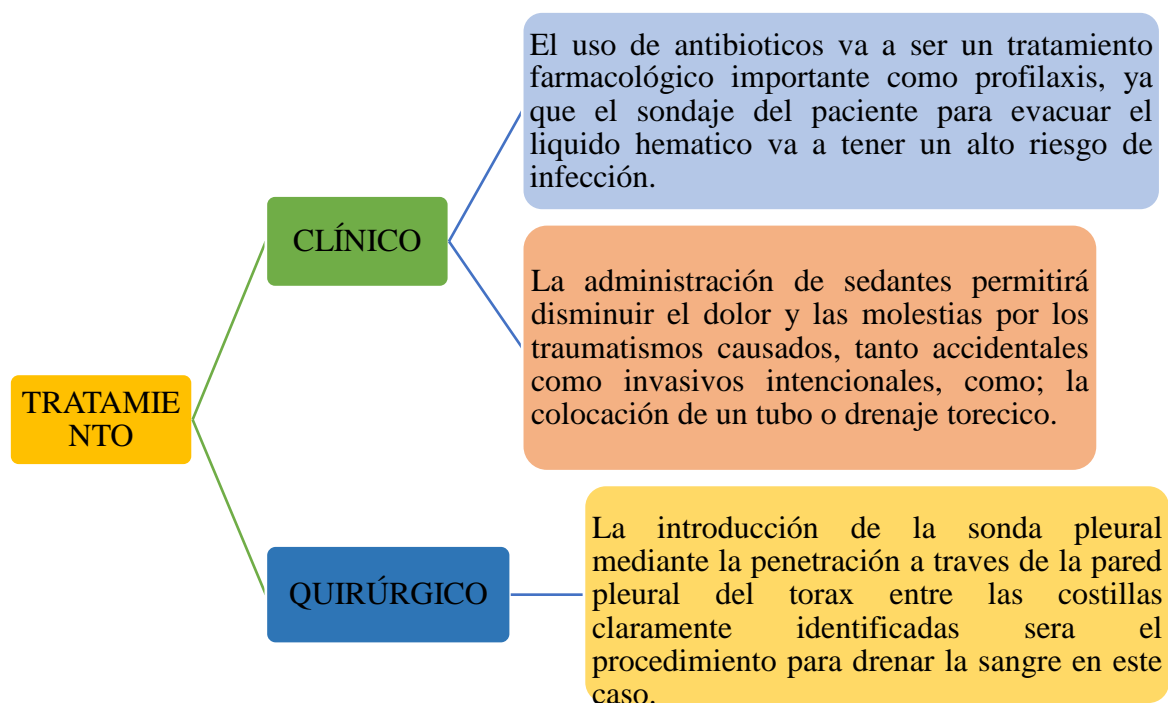 El uso de antibioticos va a ser un tratamiento
farmacológico importante como profilaxis, ya
que el sondaje del paciente para evacuar el
liquido hematico va a tener un alto riesgo de
infección.
CLÍNICO
La administración de sedantes permitirá
disminuir el dolor y las molestias por los
traumatismos causados, tanto accidentales
como invasivos intencionales, como; la
colocación de un tubo o drenaje torecico.
TRATAMIE
NTO
La introducción de la sonda pleural
mediante la penetración a traves de la pared
pleural del torax entre las costillas
claramente identificadas sera el
procedimiento para drenar la sangre en este
caso.
QUIRÚRGICO